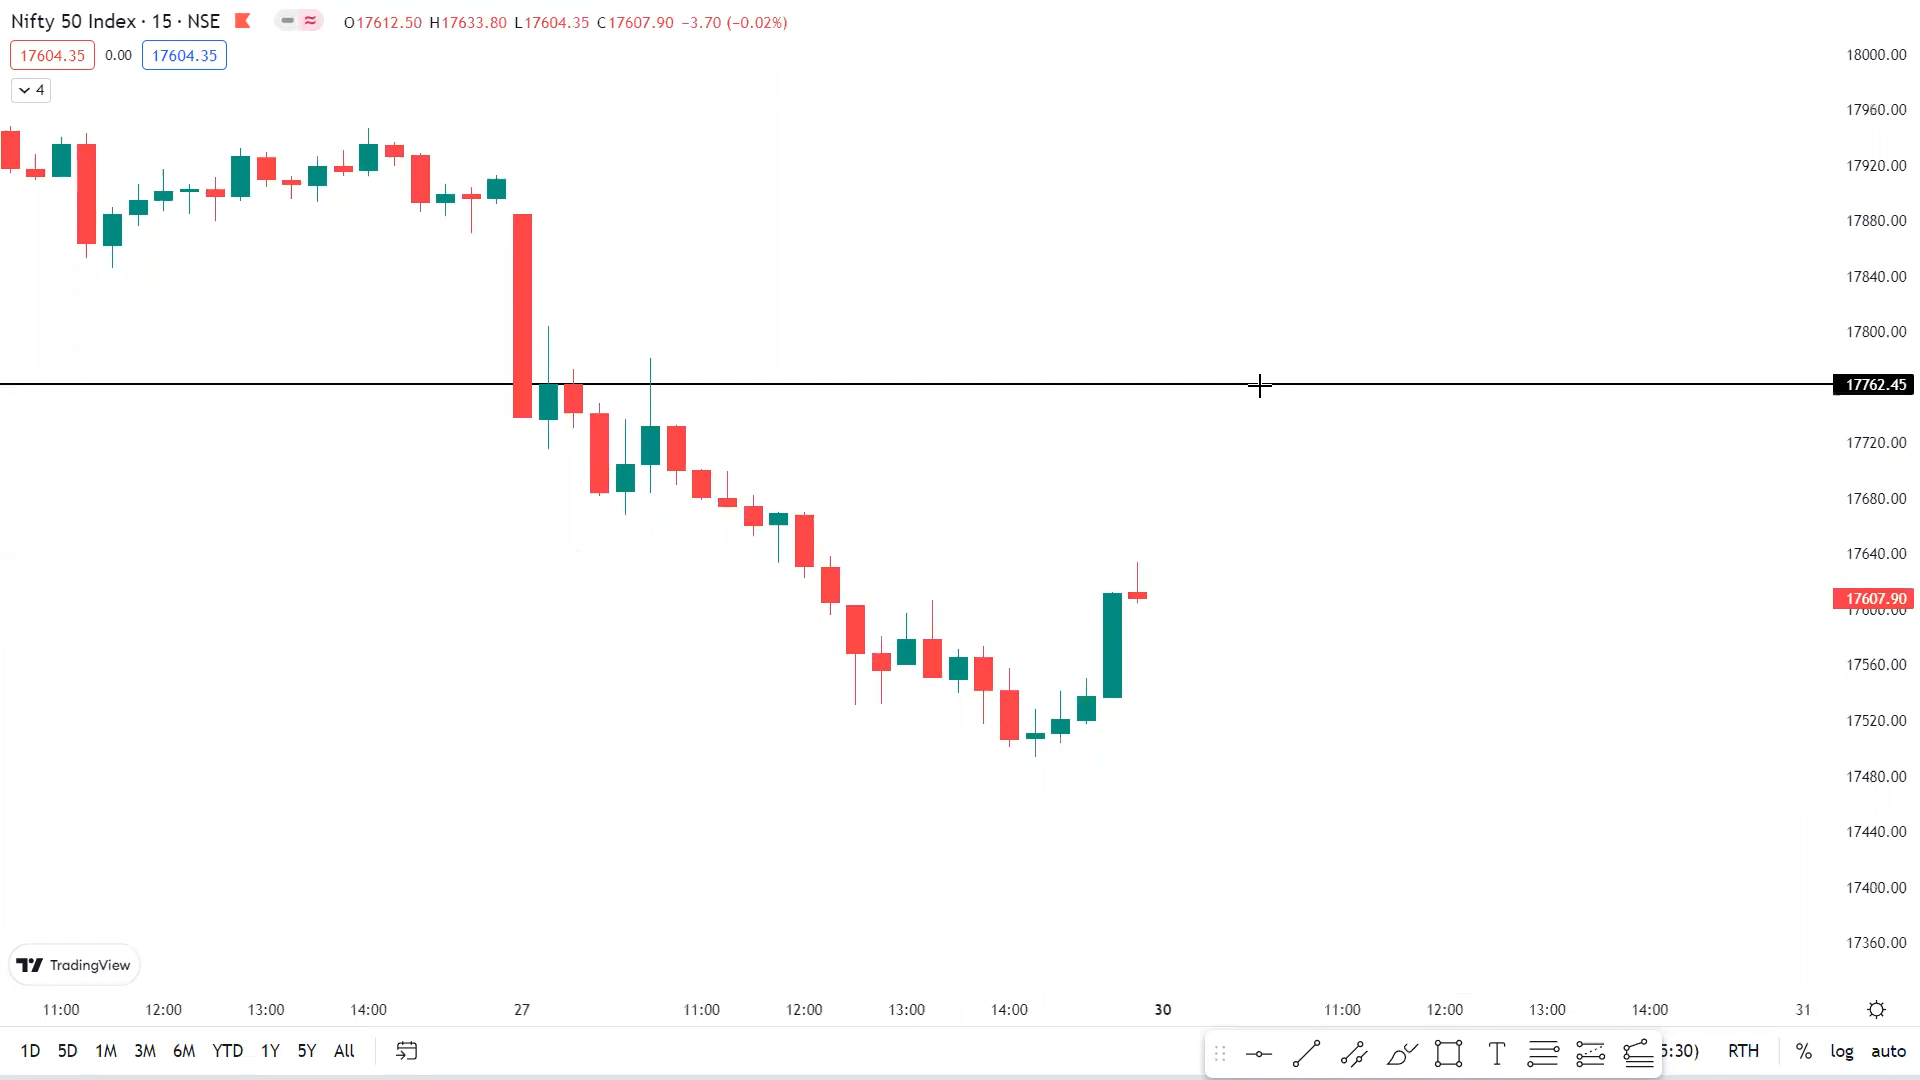 Nifty 50 Index · 15 · NSE
O17612.50 H17633.80 L17604.35 C17607.90 −3.70 (−0.02%)
17604.35 0.00 17604.35
4
18000.00
17960.00
17920.00
17880.00
17840.00
17800.00
17762.45
17720.00
17680.00
17640.00
17607.90
17600.00
17560.00
17520.00
17480.00
17440.00
17400.00
17360.00
TradingView
11:00 12:00 13:00 14:00 27 11:00 12:00 13:00 14:00 30 11:00 12:00 13:00 14:00 31
1D 5D 1M 3M 6M YTD 1Y 5Y All
5:30) RTH % log auto